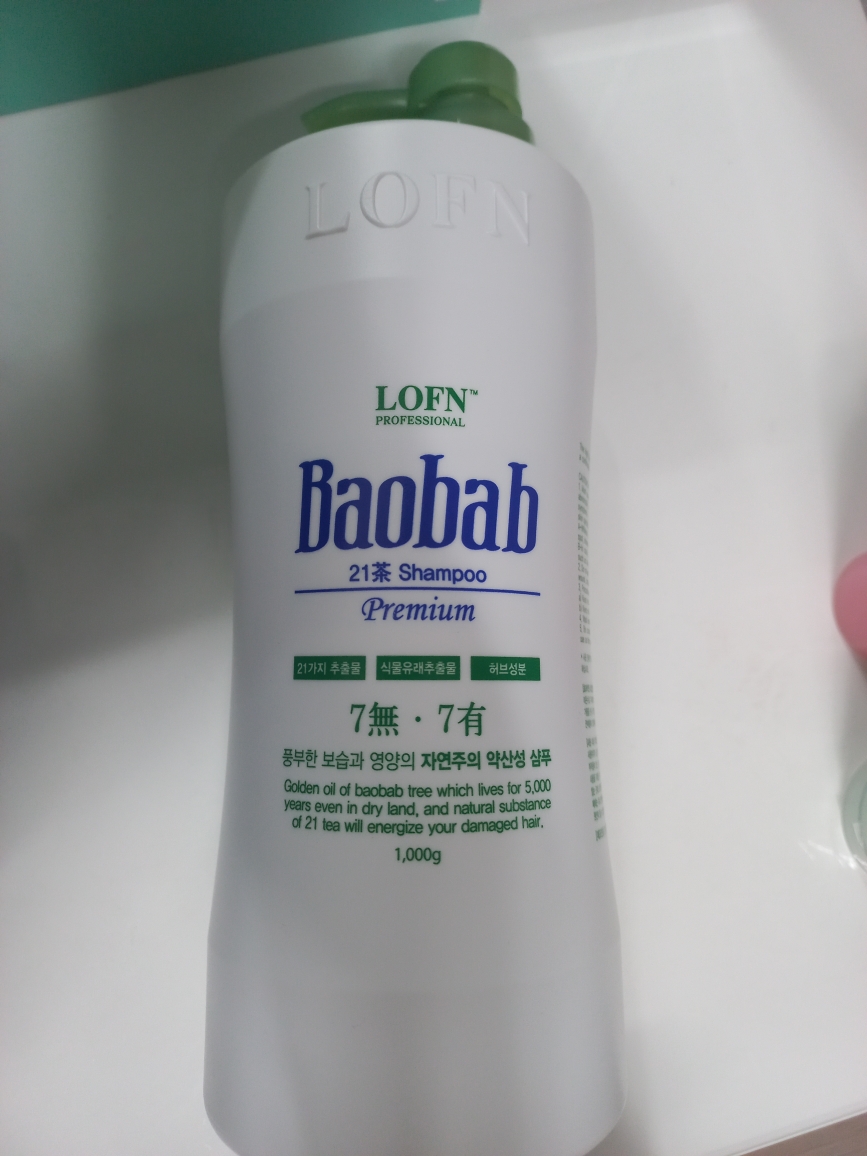 LOFN
LOFN™
PROFESSIONAL
Baobab
21茶 Shampoo
Premium
21가지 추출물 식물유래추출물 허브성분
7無 · 7有
풍부한 보습과 영양의 자연주의 약산성 샴푸
Golden oil of baobab tree which lives for 5,000
years even in dry land, and natural substance
of 21 tea will energize your damaged hair.
1,000g